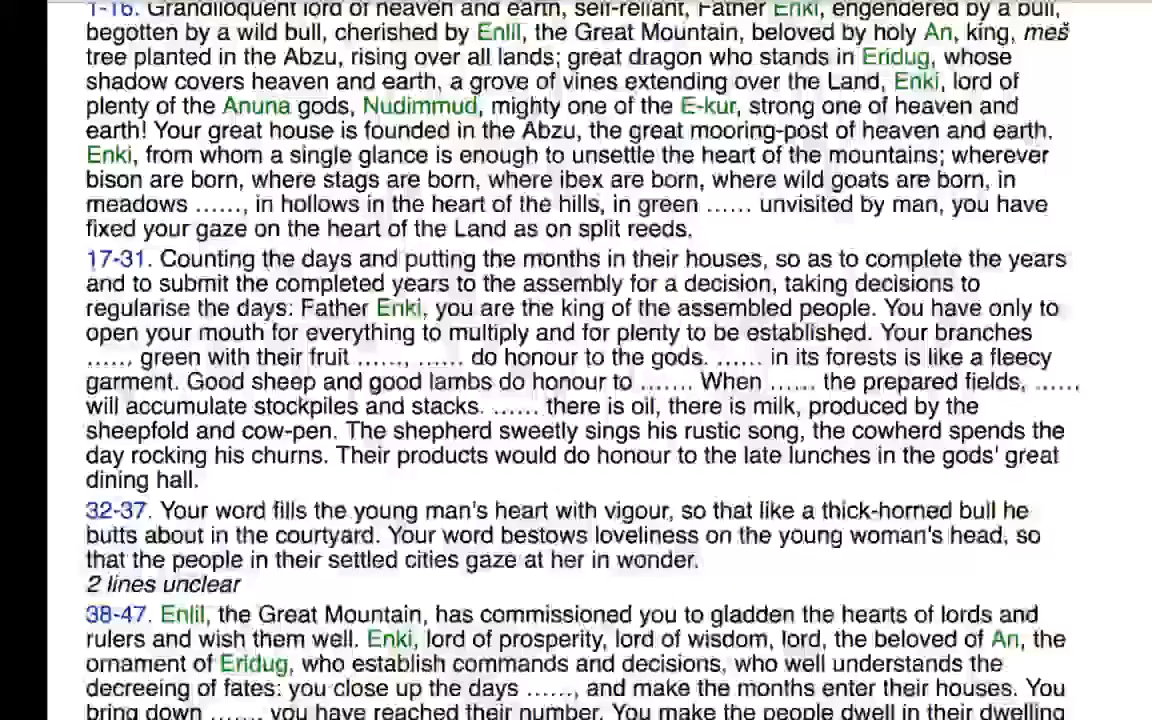 1-16. Grandiloquent lord of heaven and earth, self-reliant, Father Enki, engendered by a bull,
begotten by a wild bull, cherished by Enlil, the Great Mountain, beloved by holy An, king, meš
tree planted in the Abzu, rising over all lands; great dragon who stands in Eridug, whose
shadow covers heaven and earth, a grove of vines extending over the Land, Enki, lord of
plenty of the Anuna gods, Nudimmud, mighty one of the E-kur, strong one of heaven and
earth! Your great house is founded in the Abzu, the great mooring-post of heaven and earth.
Enki, from whom a single glance is enough to unsettle the heart of the mountains; wherever
bison are born, where stags are born, where ibex are born, where wild goats are born, in
meadows ......, in hollows in the heart of the hills, in green ...... unvisited by man, you have
fixed your gaze on the heart of the Land as on split reeds.
17-31. Counting the days and putting the months in their houses, so as to complete the years
and to submit the completed years to the assembly for a decision, taking decisions to
regularise the days: Father Enki, you are the king of the assembled people. You have only to
open your mouth for everything to multiply and for plenty to be established. Your branches
...... green with their fruit ......, ...... do honour to the gods. ...... in its forests is like a fleecy
garment. Good sheep and good lambs do honour to ....... When ...... the prepared fields, ......
will accumulate stockpiles and stacks. ...... there is oil, there is milk, produced by the
sheepfold and cow-pen. The shepherd sweetly sings his rustic song, the cowherd spends the
day rocking his churns. Their products would do honour to the late lunches in the gods' great
dining hall.
32-37. Your word fills the young man's heart with vigour, so that like a thick-horned bull he
butts about in the courtyard. Your word bestows loveliness on the young woman's head, so
that the people in their settled cities gaze at her in wonder.
2 lines unclear
38-47. Enlil, the Great Mountain, has commissioned you to gladden the hearts of lords and
rulers and wish them well. Enki, lord of prosperity, lord of wisdom, lord, the beloved of An, the
ornament of Eridug, who establish commands and decisions, who well understands the
decreeing of fates: you close up the days ......, and make the months enter their houses. You
bring down ......, you have reached their number. You make the people dwell in their dwelling